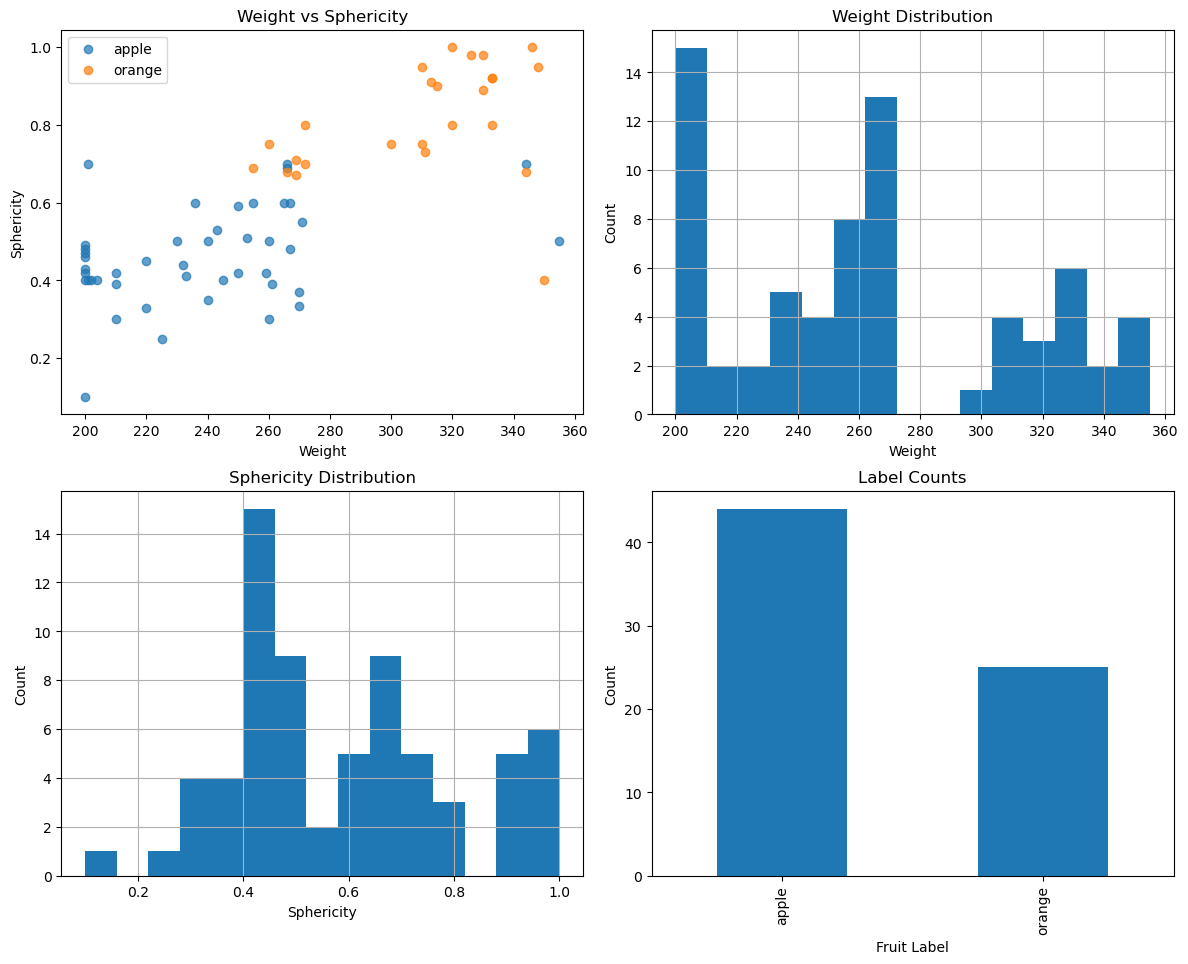 Weight vs Sphericity
apple
orange
1.0
0.8
0.6
0.4
0.2
Sphericity
200 220 240 260 280 300 320 340 360
Weight
Weight Distribution
14
12
10
8
6
4
2
0
Count
200 220 240 260 280 300 320 340 360
Weight
Sphericity Distribution
14
12
10
8
6
4
2
0
Count
0.2 0.4 0.6 0.8 1.0
Sphericity
Label Counts
40
30
20
10
0
Count
apple
orange
Fruit Label